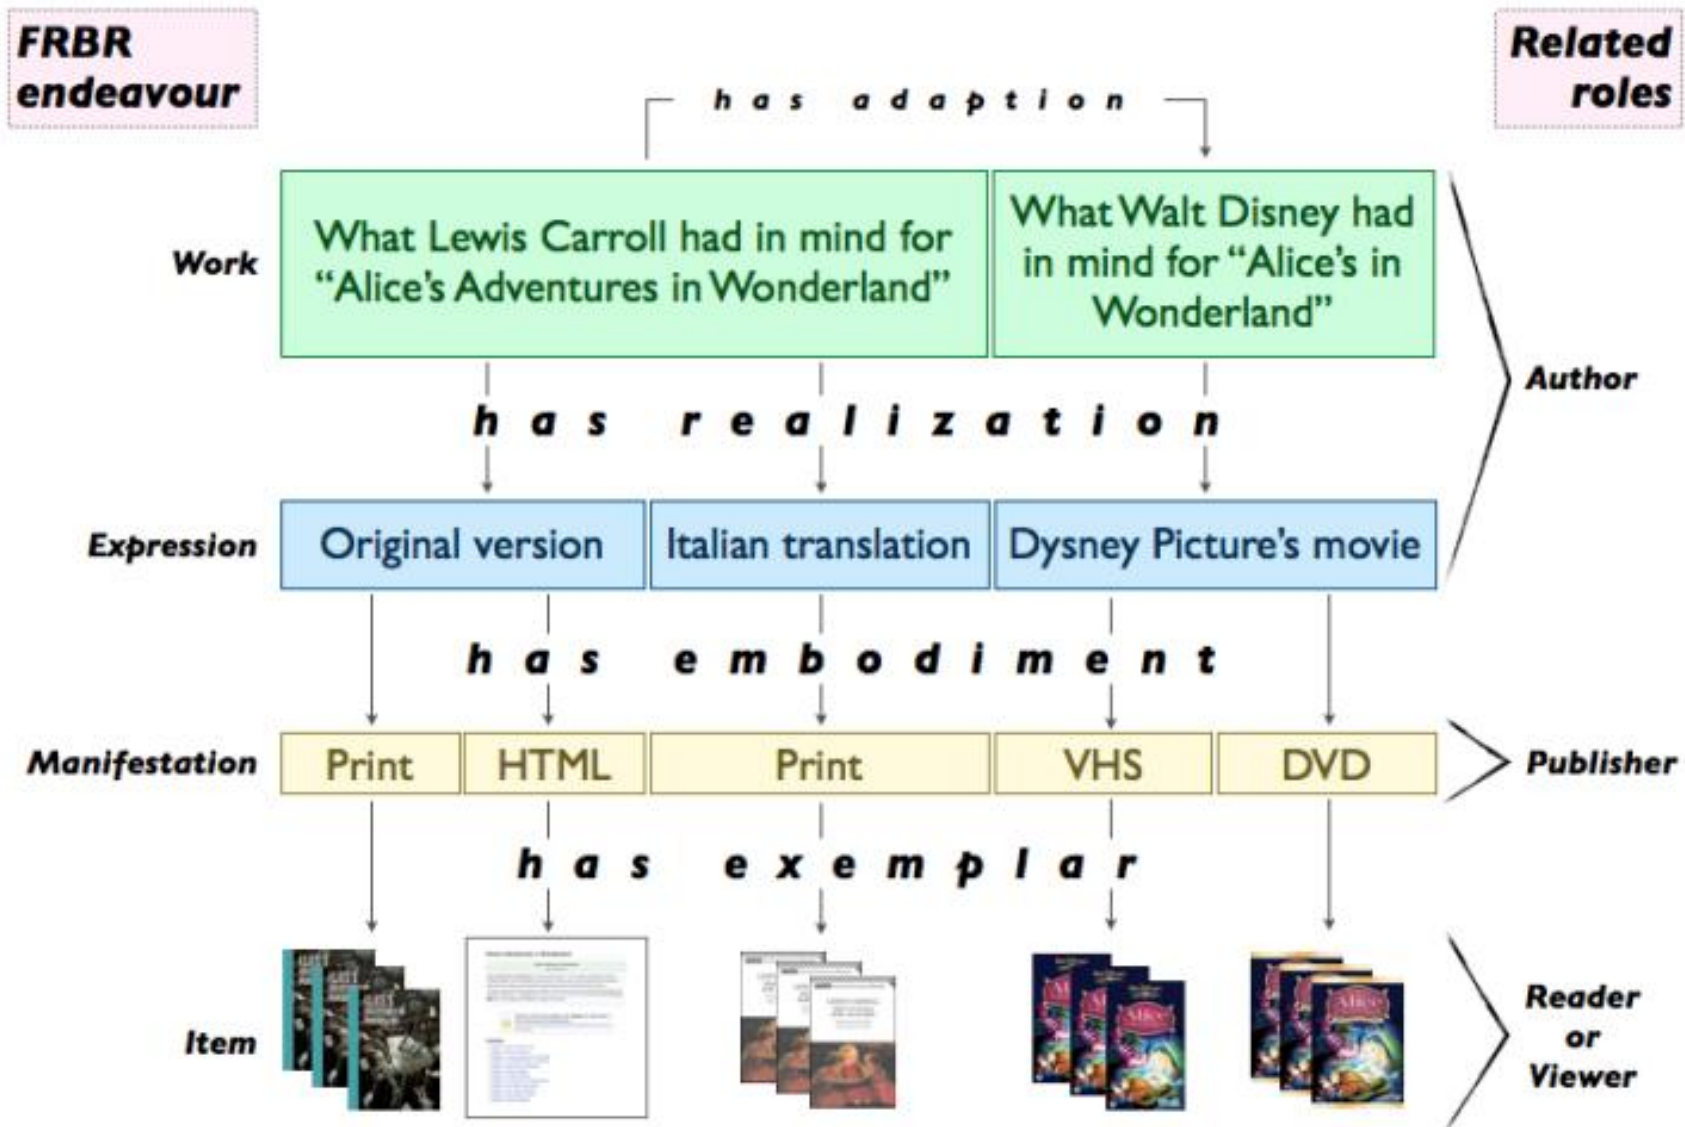 FRBR
endeavour
Related
roles
has adaption
Work
What Lewis Carroll had in mind for
“Alice’s Adventures in Wonderland”
What Walt Disney had
in mind for “Alice’s in
Wonderland”
Author
has realization
Expression
Original version
Italian translation
Dysney Picture’s movie
has embodiment
Manifestation
Print
HTML
Print
VHS
DVD
Publisher
has exemplar
Item
Alice
Alice
Reader
or
Viewer